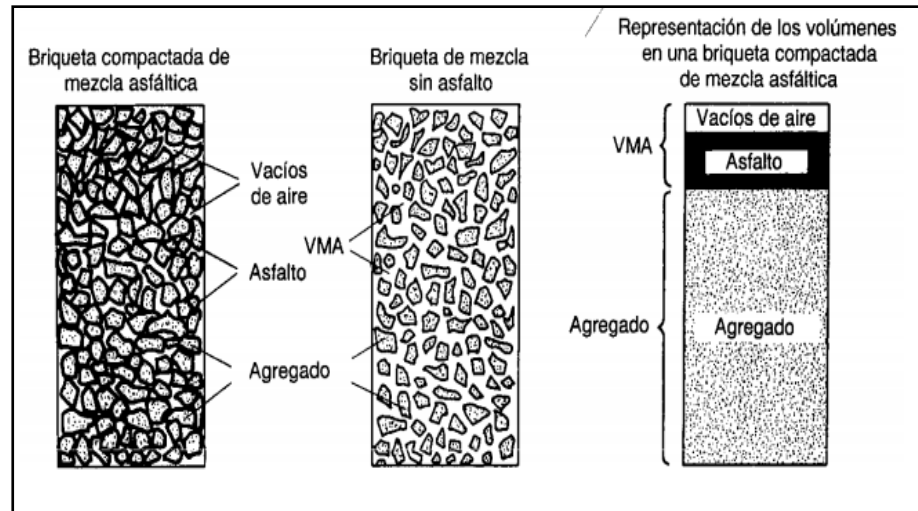 Briqueta compactada de
mezcla asfáltica
Vacíos
de aire
Asfalto
Agregado
Briqueta de mezcla
sin asfalto
VMA
Representación de los volúmenes
en una briqueta compactada
de mezcla asfáltica
VMA
Vacíos de aire
Asfalto
Agregado
Agregado